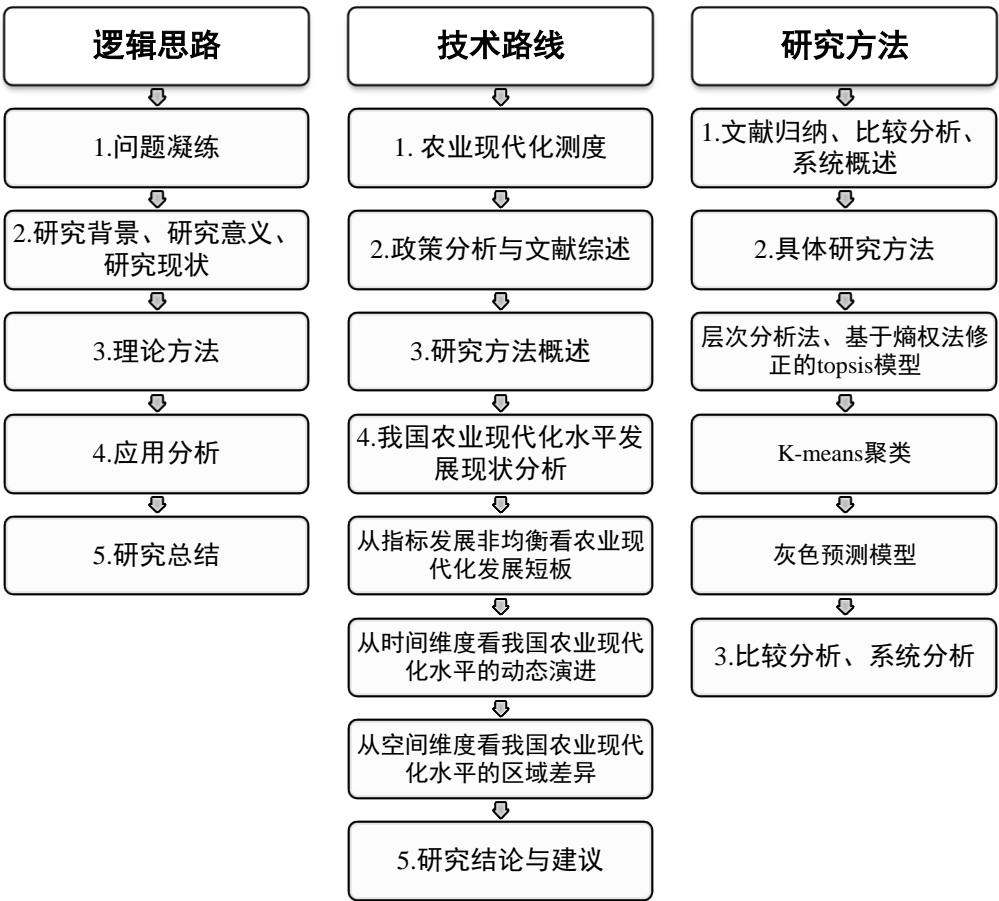 逻辑思路
1.问题凝练
2.研究背景、研究意义、
研究现状
3.理论方法
4.应用分析
5.研究总结
技术路线
1. 农业现代化测度
2.政策分析与文献综述
3.研究方法概述
4.我国农业现代化水平发
展现状分析
从指标发展非均衡看农业现
代化发展短板
从时间维度看我国农业现代
化水平的动态演进
从空间维度看我国农业现代
化水平的区域差异
5.研究结论与建议
研究方法
1.文献归纳、比较分析、
系统概述
2.具体研究方法
层次分析法、基于熵权法修
正的topsis模型
K-means聚类
灰色预测模型
3.比较分析、系统分析